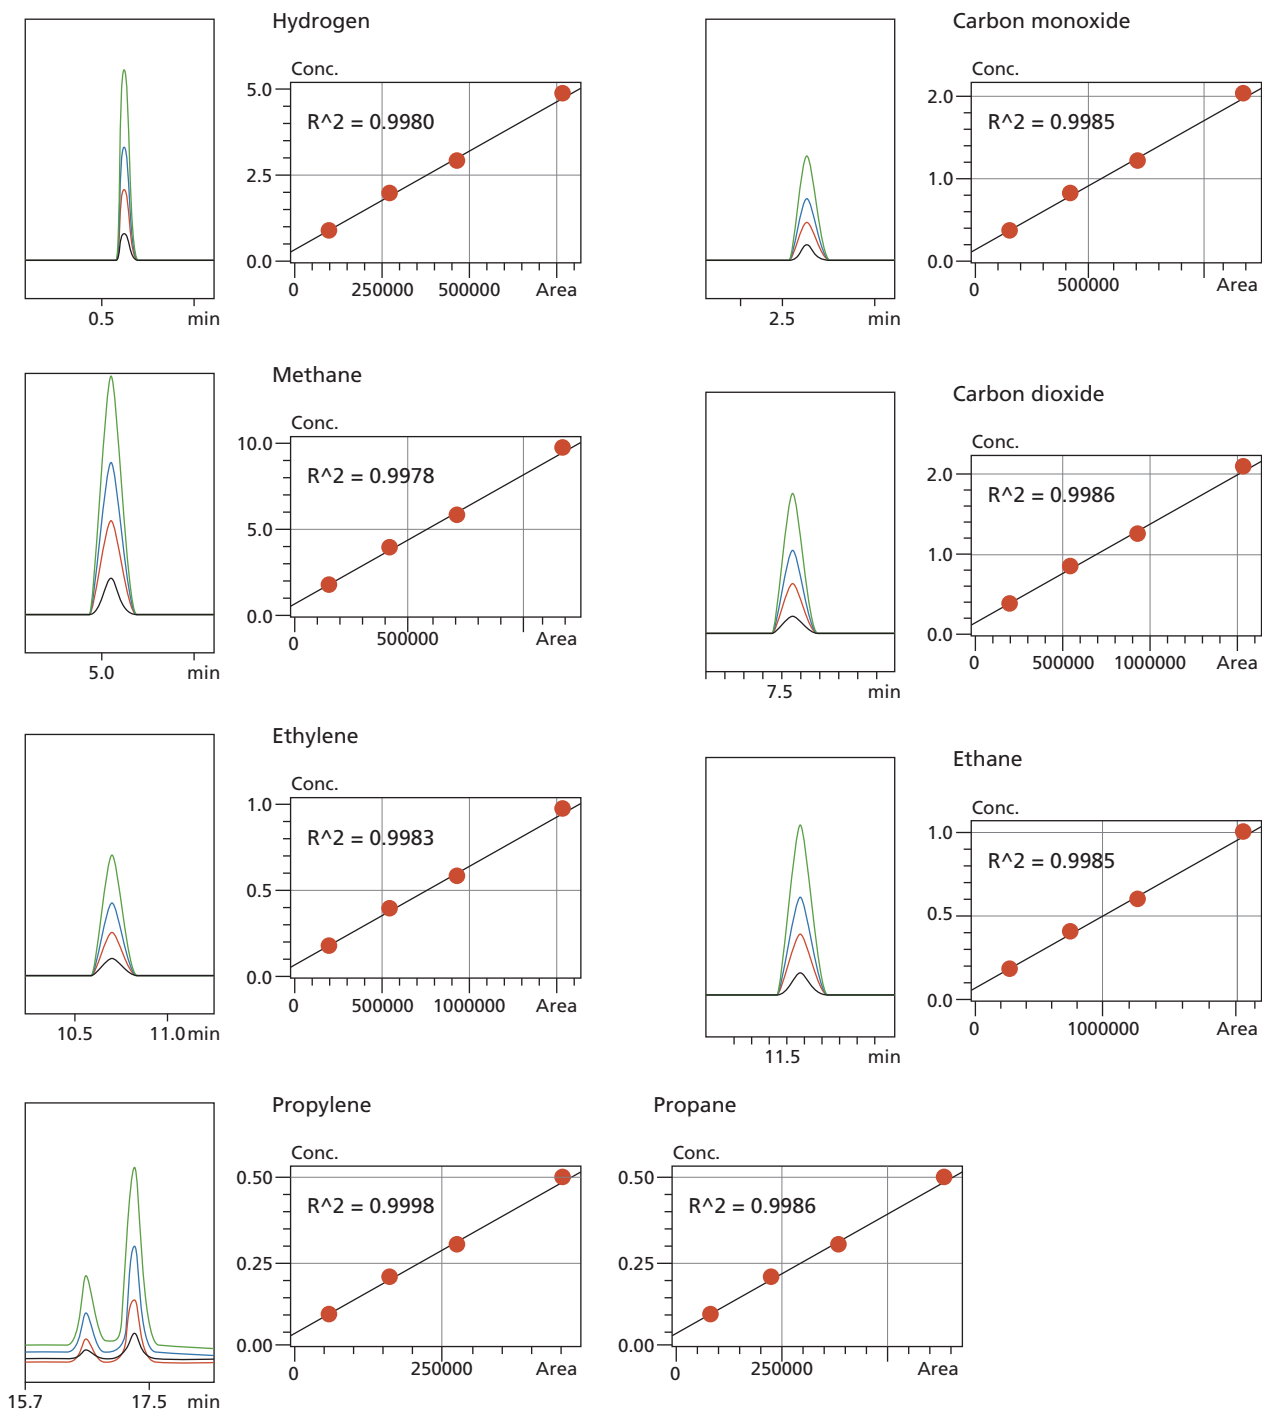 Hydrogen
Conc.
5.0
R^2 = 0.9980
2.5
0.0
0 250000 500000 Area
0.5 min
Carbon monoxide
Conc.
2.0
R^2 = 0.9985
1.0
0.0
0 500000 Area
2.5 min
Methane
Conc.
10.0
R^2 = 0.9978
5.0
0.0
0 500000 Area
5.0 min
Carbon dioxide
Conc.
2.0
R^2 = 0.9986
1.0
0.0
0 500000 1000000 Area
7.5 min
Ethylene
Conc.
1.0
R^2 = 0.9983
0.5
0.0
0 500000 1000000 Area
10.5 11.0 min
Ethane
Conc.
1.0
R^2 = 0.9985
0.5
0.0
0 1000000 Area
11.5 min
Propylene
Conc.
0.50
R^2 = 0.9998
0.25
0.00
0 250000 Area
15.7 17.5 min
Propane
Conc.
0.50
R^2 = 0.9986
0.25
0.00
0 250000 Area